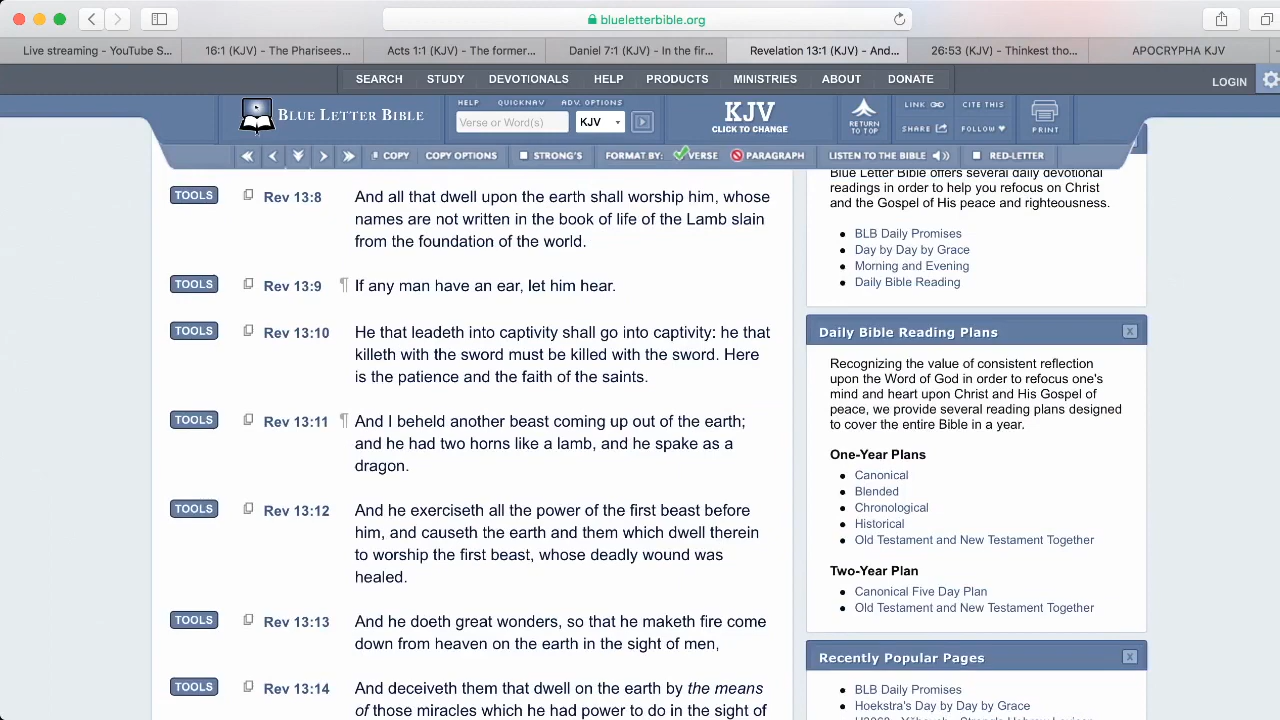 blueletterbible.org
Live streaming - YouTube S...
16:1 (KJV) - The Pharisees...
Acts 1:1 (KJV) - The former...
Daniel 7:1 (KJV) - In the fir...
Revelation 13:1 (KJV) - And...
26:53 (KJV) - Thinkest tho...
APOCRYPHA KJV
SEARCH STUDY DEVOTIONALS HELP PRODUCTS MINISTRIES ABOUT DONATE
LOGIN
BLUE LETTER BIBLE
HELP QUICKNAV ADV. OPTIONS
Verse or Word(s) KJV
KJV
CLICK TO CHANGE
RETURN
TO TOP
LINK CITE THIS
SHARE FOLLOW
PRINT
COPY COPY OPTIONS STRONG'S FORMAT BY: VERSE PARAGRAPH LISTEN TO THE BIBLE RED-LETTER
TOOLS Rev 13:8 And all that dwell upon the earth shall worship him, whose
names are not written in the book of life of the Lamb slain
from the foundation of the world.
TOOLS Rev 13:9 ¶ If any man have an ear, let him hear.
TOOLS Rev 13:10 He that leadeth into captivity shall go into captivity: he that
killeth with the sword must be killed with the sword. Here
is the patience and the faith of the saints.
TOOLS Rev 13:11 ¶ And I beheld another beast coming up out of the earth;
and he had two horns like a lamb, and he spake as a
dragon.
TOOLS Rev 13:12 And he exerciseth all the power of the first beast before
him, and causeth the earth and them which dwell therein
to worship the first beast, whose deadly wound was
healed.
TOOLS Rev 13:13 And he doeth great wonders, so that he maketh fire come
down from heaven on the earth in the sight of men,
TOOLS Rev 13:14 And deceiveth them that dwell on the earth by the means
of those miracles which he had power to do in the sight of
Blue Letter Bible offers several daily devotional
readings in order to help you refocus on Christ
and the Gospel of His peace and righteousness.
BLB Daily Promises
Day by Day by Grace
Morning and Evening
Daily Bible Reading
Daily Bible Reading Plans x
Recognizing the value of consistent reflection
upon the Word of God in order to refocus one's
mind and heart upon Christ and His Gospel of
peace, we provide several reading plans designed
to cover the entire Bible in a year.
One-Year Plans
Canonical
Blended
Chronological
Historical
Old Testament and New Testament Together
Two-Year Plan
Canonical Five Day Plan
Old Testament and New Testament Together
Recently Popular Pages x
BLB Daily Promises
Hoekstra's Day by Day by Grace